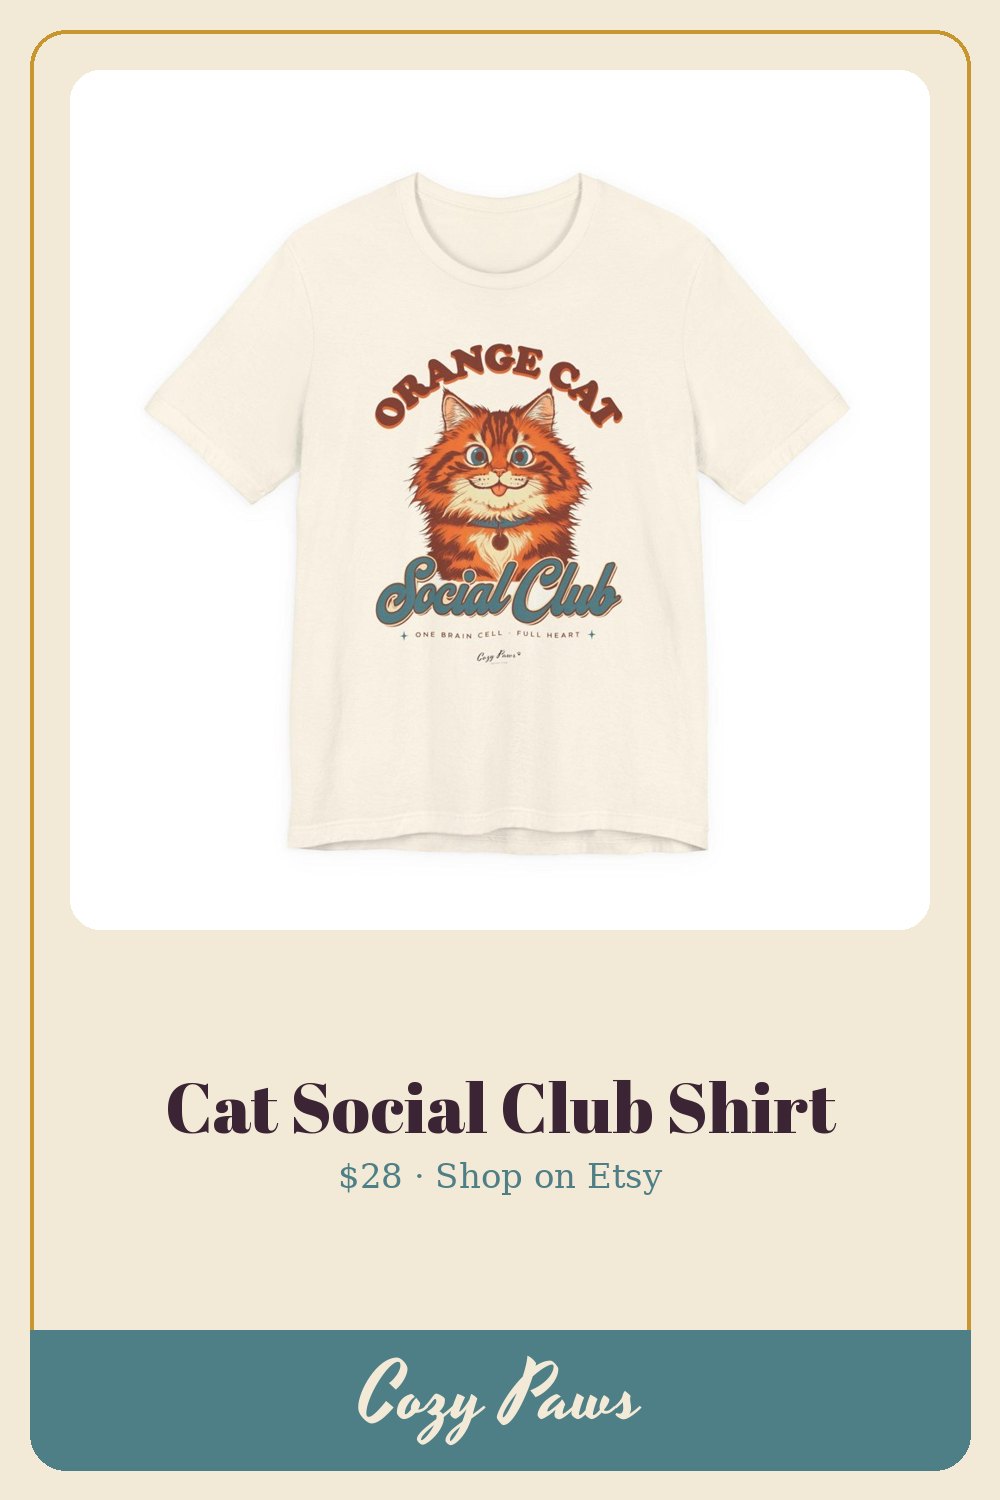 ORANGE CAT
Social Club
ONE BRAIN CELL · FULL HEART
Cozy Paws
Cat Social Club Shirt
$28 · Shop on Etsy
Cozy Paws